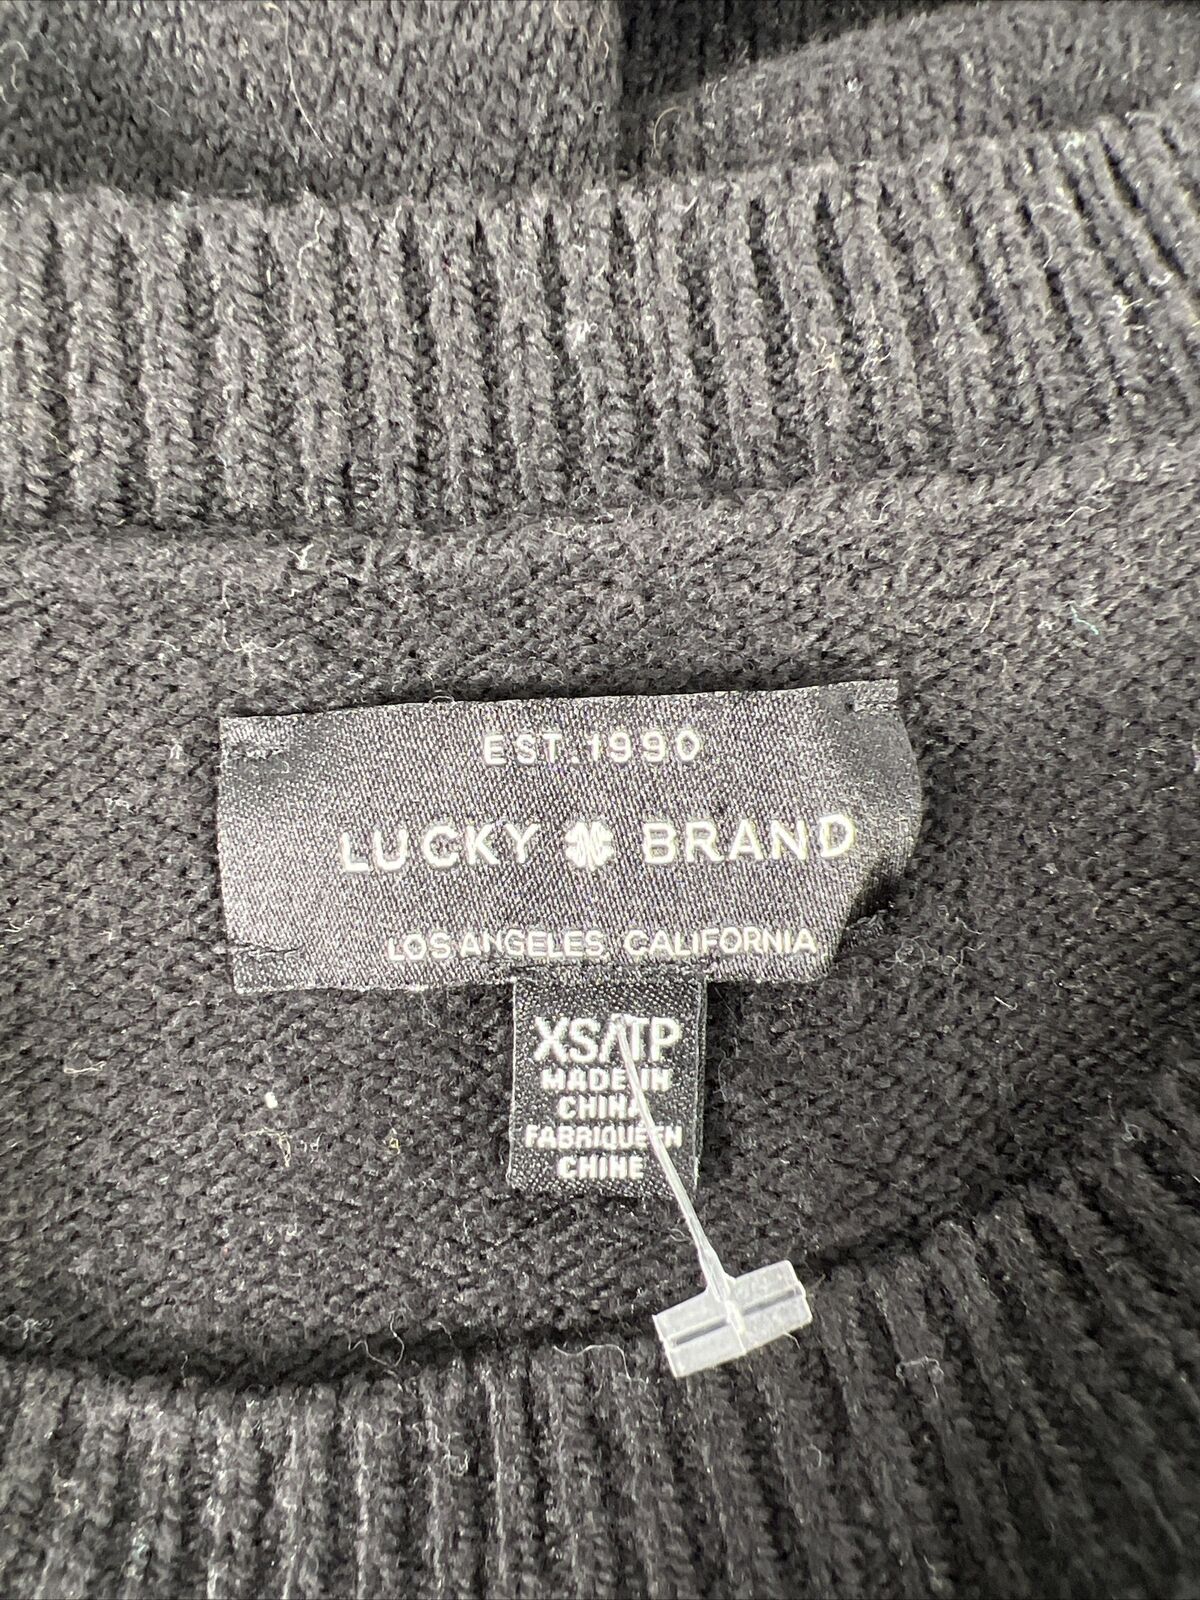 EST. 1990
LUCKY BRAND
LOS ANGELES, CALIFORNIA
XS/TP
MADE IN
CHINA
FABRIQUE EN
CHINE